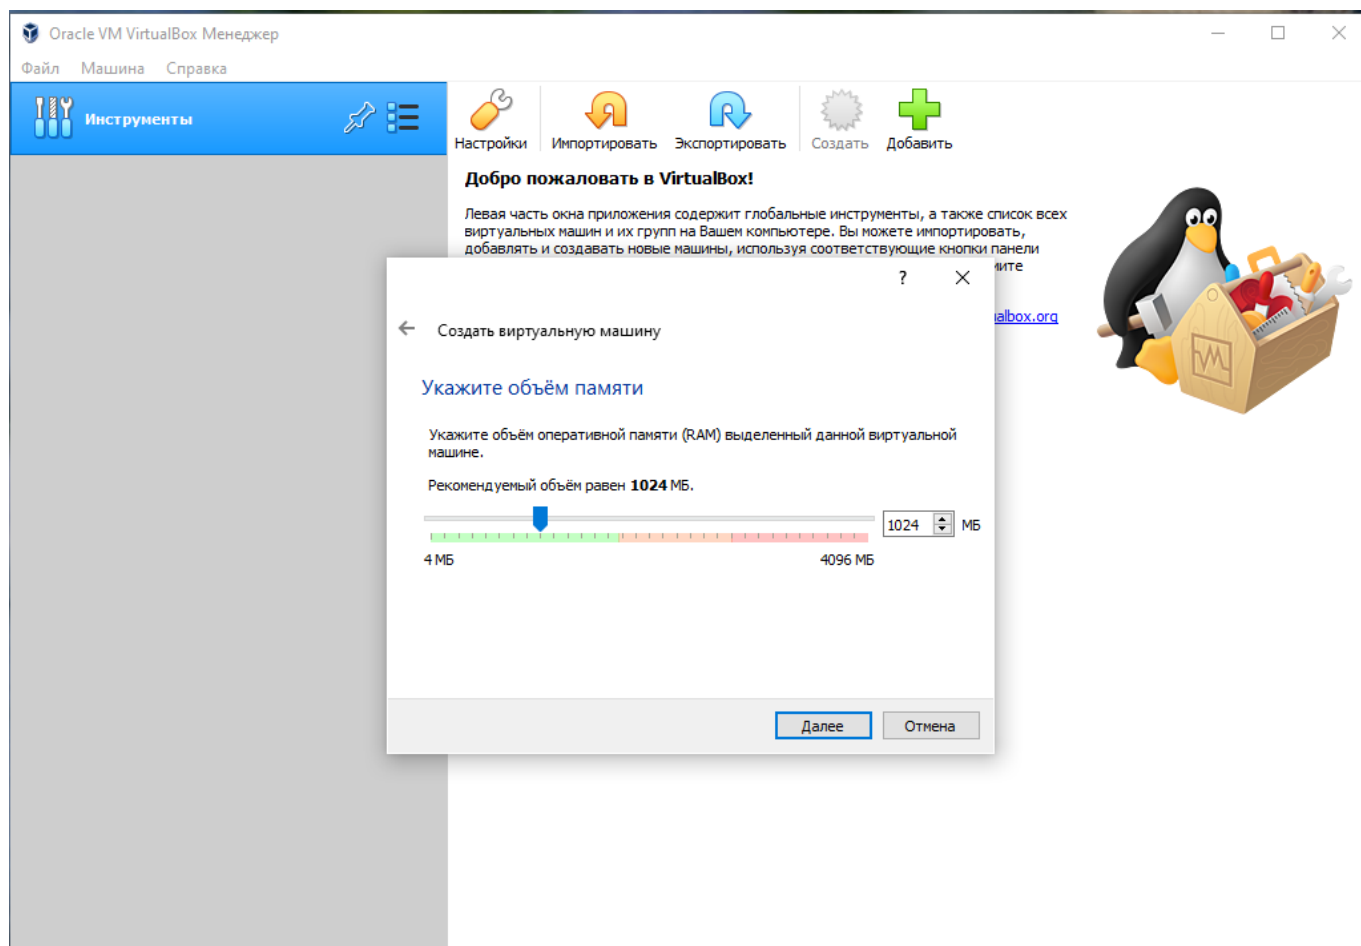 Oracle VM VirtualBox Менеджер
Файл Машина Справка
Инструменты
Настройки Импортировать Экспортировать Создать Добавить
Добро пожаловать в VirtualBox!
Левая часть окна приложения содержит глобальные инструменты, а также список всех
виртуальных машин и их групп на Вашем компьютере. Вы можете импортировать,
добавлять и создавать новые машины, используя соответствующие кнопки панели
?
Создать виртуальную машину
Укажите объём памяти
Укажите объём оперативной памяти (RAM) выделенный данной виртуальной
машине.
Рекомендуемый объём равен 1024 МБ.
1024 МБ
4 МБ 4096 МБ
Далее Отмена